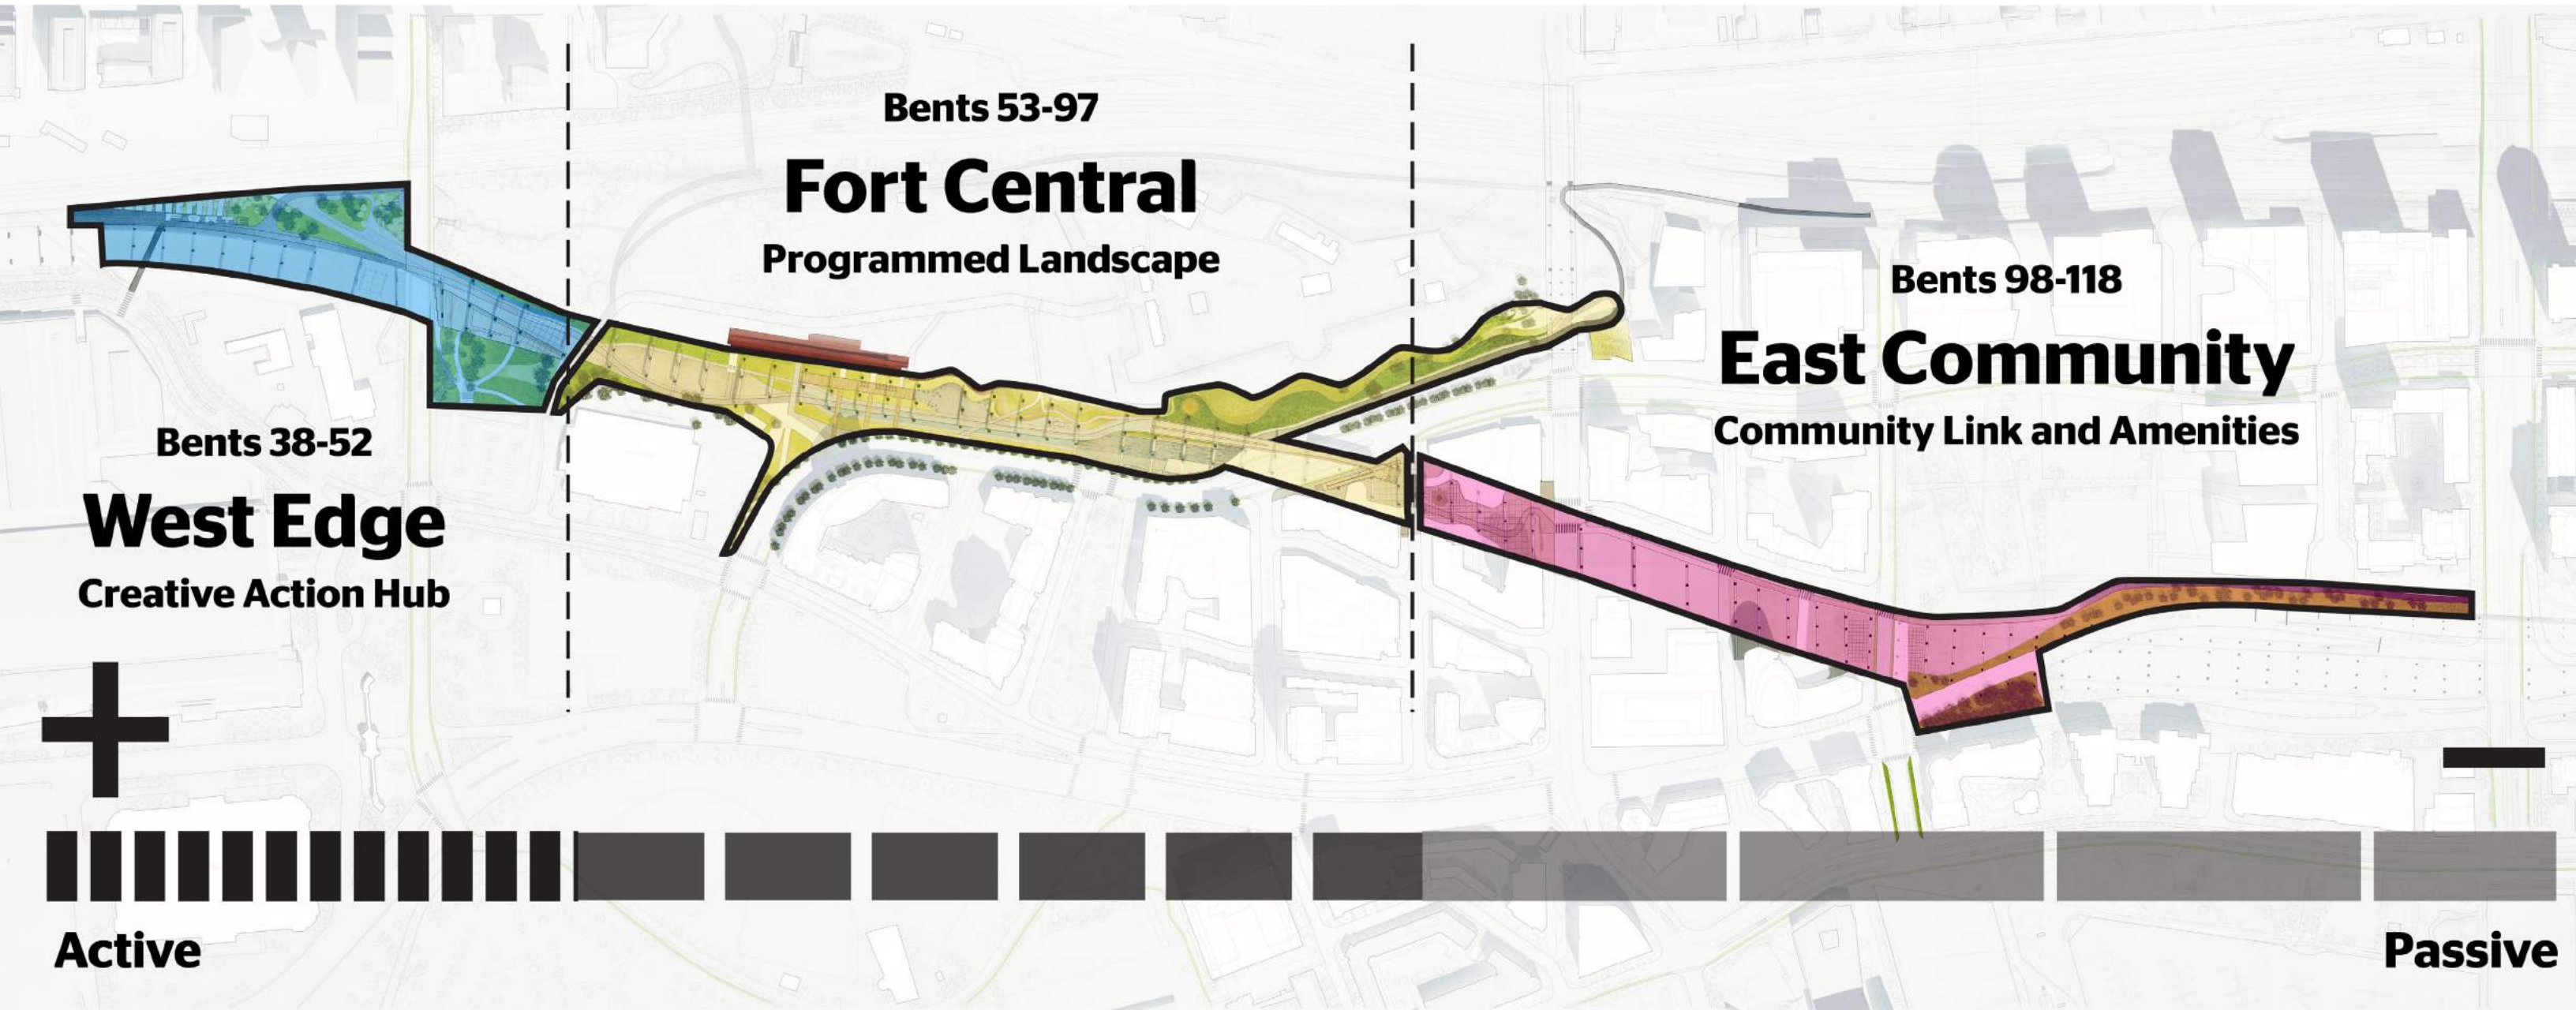 Bents 53-97
Fort Central
Programmed Landscape
Bents 98-118
East Community
Community Link and Amenities
Bents 38-52
West Edge
Creative Action Hub
+
−
Active
Passive